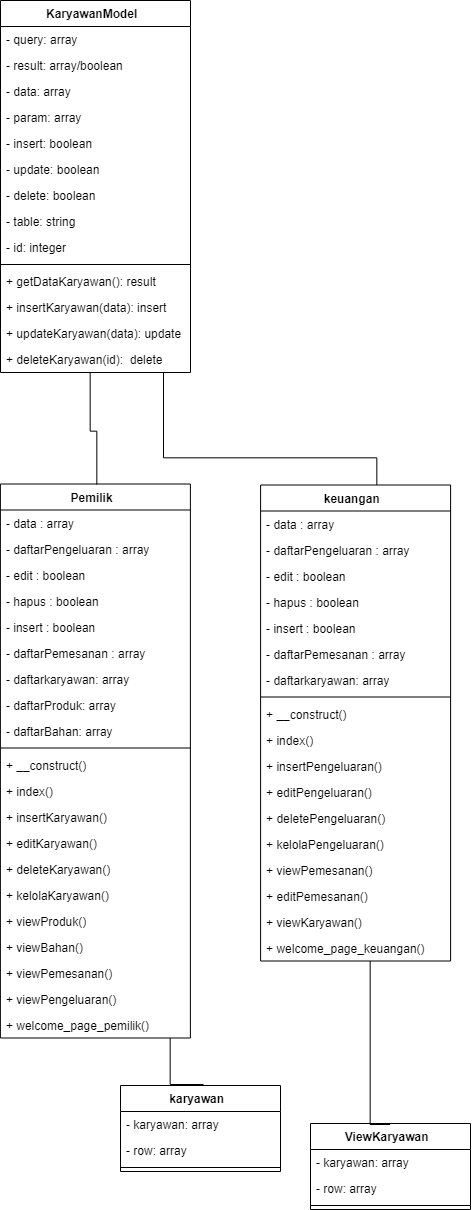 KaryawanModel
- query: array
- result: array/boolean
- data: array
- param: array
- insert: boolean
- update: boolean
- delete: boolean
- table: string
- id: integer
+ getDataKaryawan(): result
+ insertKaryawan(data): insert
+ updateKaryawan(data): update
+ deleteKaryawan(id): delete
Pemilik
- data : array
- daftarPengeluran : array
- edit : boolean
- hapus : boolean
- insert : boolean
- daftarPemesanan : array
- daftarkaryawan: array
- daftarProduk: array
- daftarBahan: array
+ __construct()
+ index()
+ insertKaryawan()
+ editKaryawan()
+ deleteKaryawan()
+ kelolaKaryawan()
+ viewProduk()
+ viewBahan()
+ viewPemesanan()
+ viewPengeluran()
+ welcome_page_pemilik()
keuangan
- data : array
- daftarPengeluaran : array
- edit : boolean
- hapus : boolean
- insert : boolean
- daftarPemesanan : array
- daftarkaryawan: array
+ __construct()
+ index()
+ insertPengeluaran()
+ editPengeluaran()
+ deletePengeluaran()
+ kelolaPengeluaran()
+ viewPemesanan()
+ editPemesanan()
+ viewKaryawan()
+ welcome_page_keuangan()
karyawan
- karyawan: array
- row: array
ViewKaryawan
- karyawan: array
- row: array